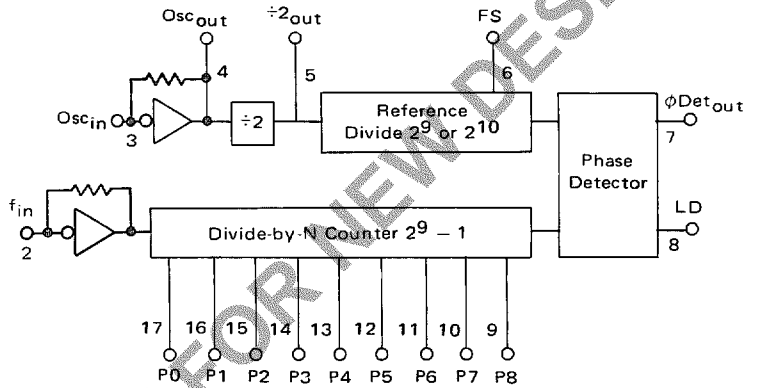 Osc_out
÷2_out
FS
4
5
6
Osc_in
3
÷2
Reference
Divide 2^9 or 2^10
φDet_out
7
Phase
Detector
f_in
2
Divide-by-N Counter 2^9 – 1
LD
8
17 16 15 14 13 12 11 10 9
P0 P1 P2 P3 P4 P5 P6 P7 P8
FOR NEW DESI